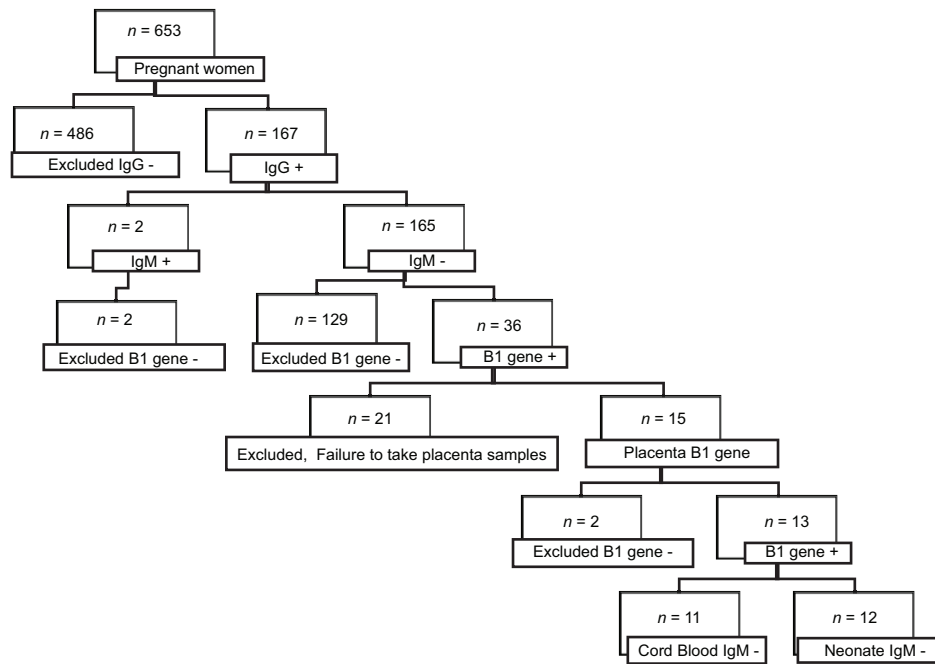 n = 653
Pregnant women
n = 486
Excluded IgG -
n = 167
IgG +
n = 2
IgM +
n = 165
IgM -
n = 2
Excluded B1 gene -
n = 129
Excluded B1 gene -
n = 36
B1 gene +
n = 21
Excluded, Failure to take placenta samples
n = 15
Placenta B1 gene
n = 2
Excluded B1 gene -
n = 13
B1 gene +
n = 11
Cord Blood IgM -
n = 12
Neonate IgM -